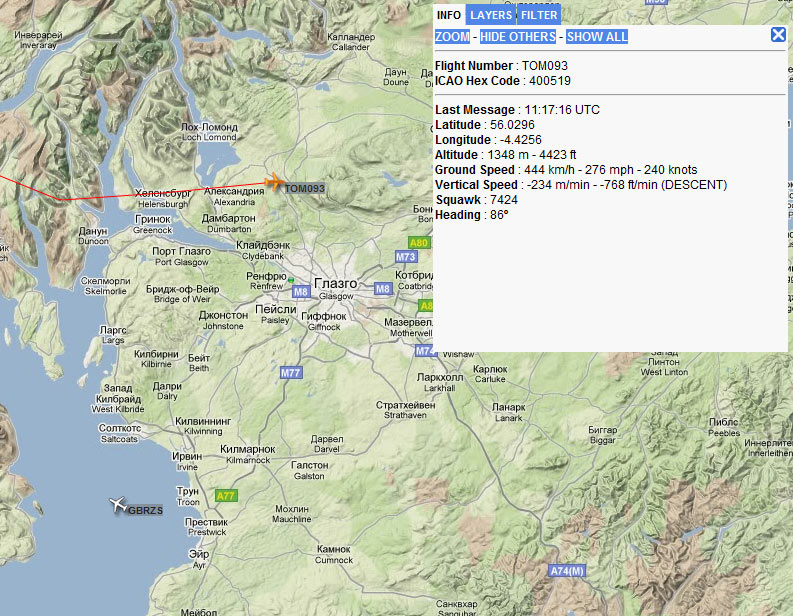 INFO LAYERS FILTER
ZOOM - HIDE OTHERS - SHOW ALL
Flight Number : TOM093
ICAO Hex Code : 400519
Last Message : 11:17:16 UTC
Latitude : 56.0296
Longitude : -4.4256
Altitude : 1348 m - 4423 ft
Ground Speed : 444 km/h - 276 mph - 240 knots
Vertical Speed : -234 m/min - -768 ft/min (DESCENT)
Squawk : 7424
Heading : 86º
Инверарей
Inveraray
Калландер
Callander
Даун
Doune
Лох-Ломонд
Loch Lomond
TOM093
Хеленсбург
Helensburgh
Александрия
Alexandria
Данун
Dunoon
Гринок
Greenock
Дамбартон
Dumbarton
Порт Глазго
Port Glasgow
Клайдбэнк
Clydebank
A80
M73
Скелморли
Skelmorlie
Бридж-оф-Вейр
Bridge of Weir
Ренфрю
Renfrew
M8
Глазго
Glasgow
M8
Котбрид
Coatbridg
Ларгс
Largs
Джонстон
Johnstone
Пейсли
Paisley
Гиффнок
Giffnock
Мазервелл
Motherwell
M74
Wishaw
Килбирни
Kilbirnie
Бейт
Beith
M77
Ларкхолл
Larkhall
Карлюк
Carluke
Запад
Линтон
West Linton
Запад
Килбрайд
West Kilbride
Далри
Dalry
Стратхейвен
Strathaven
Ланарк
Lanark
Солткотс
Saltcoats
Килвиннинг
Kilwinning
Биггар
Biggar
Пиблс
Peebles
Иннерлите
Innerleithen
Ирвин
Irvine
Килмарнок
Kilmarnock
Дарвел
Darvel
Галстон
Galston
GBRZS
Трун
Troon
A77
Прествик
Prestwick
Мохлин
Mauchline
Эйр
Ayr
Камнок
Cumnock
A74(M)
Мейбол
Санквхар
Sanquhar